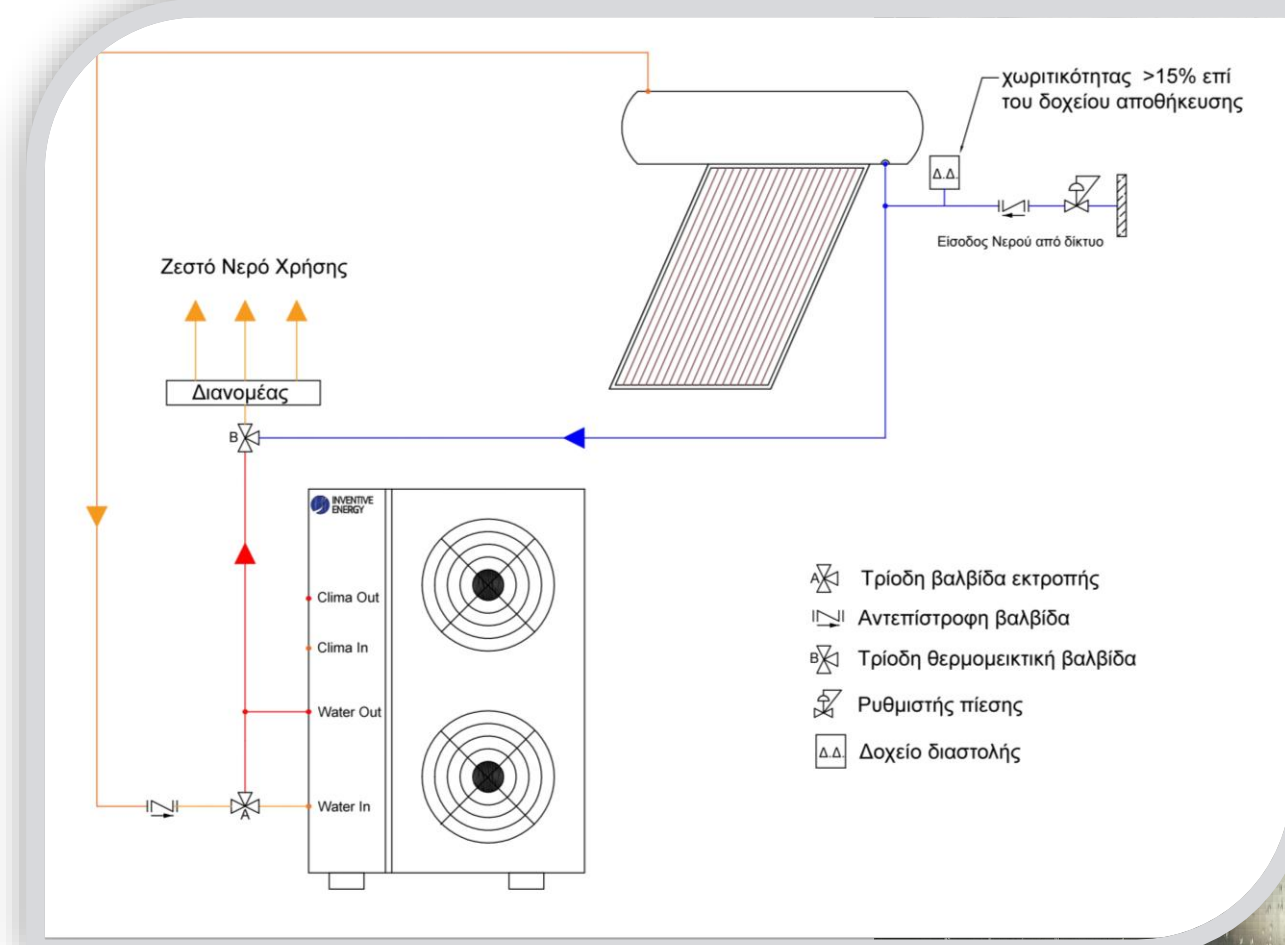 χωριτικότητας >15% επί
του δοχείου αποθήκευσης
Δ.Δ.
Είσοδος Νερού από δίκτυο
Ζεστό Νερό Χρήσης
Διανομέας
B
INVENTIVE
ENERGY
Clima Out
Clima In
Water Out
Water In
A
A Τρίοδη βαλβίδα εκτροπής
Αντεπίστροφη βαλβίδα
B Τρίοδη θερμομεικτική βαλβίδα
Ρυθμιστής πίεσης
Δ.Δ. Δοχείο διαστολής